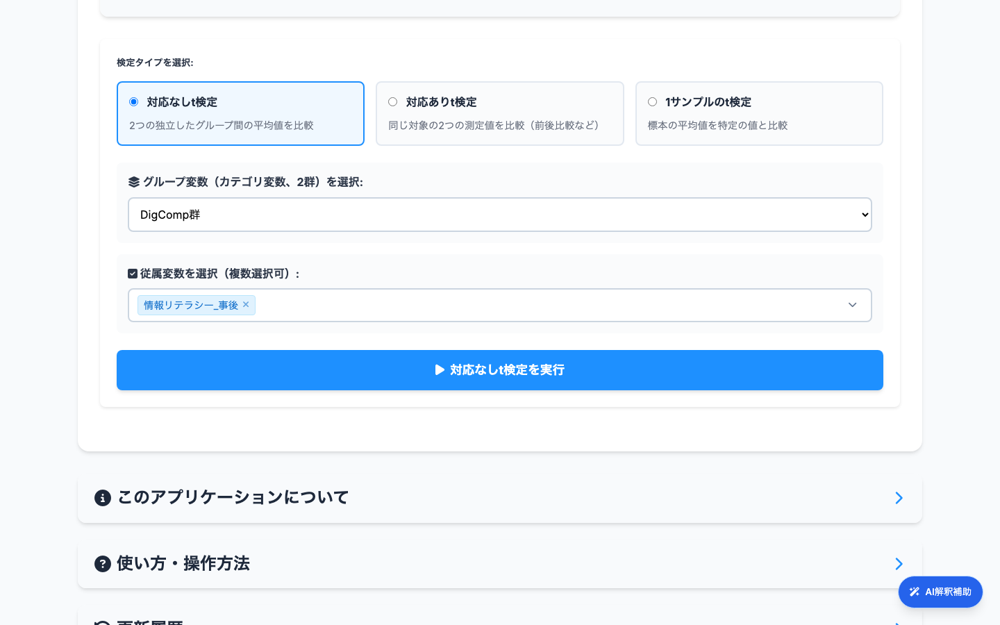 検定タイプを選択:
対応なしt検定
2つの独立したグループ間の平均値を比較
対応ありt検定
同じ対象の2つの測定値を比較（前後比較など）
1サンプルのt検定
標本の平均値を特定の値と比較
グループ変数（カテゴリ変数、2群）を選択:
DigComp群
従属変数を選択（複数選択可）:
情報リテラシー_事後 ×
対応なしt検定を実行
このアプリケーションについて
使い方・操作方法
AI解釈補助
更新履歴